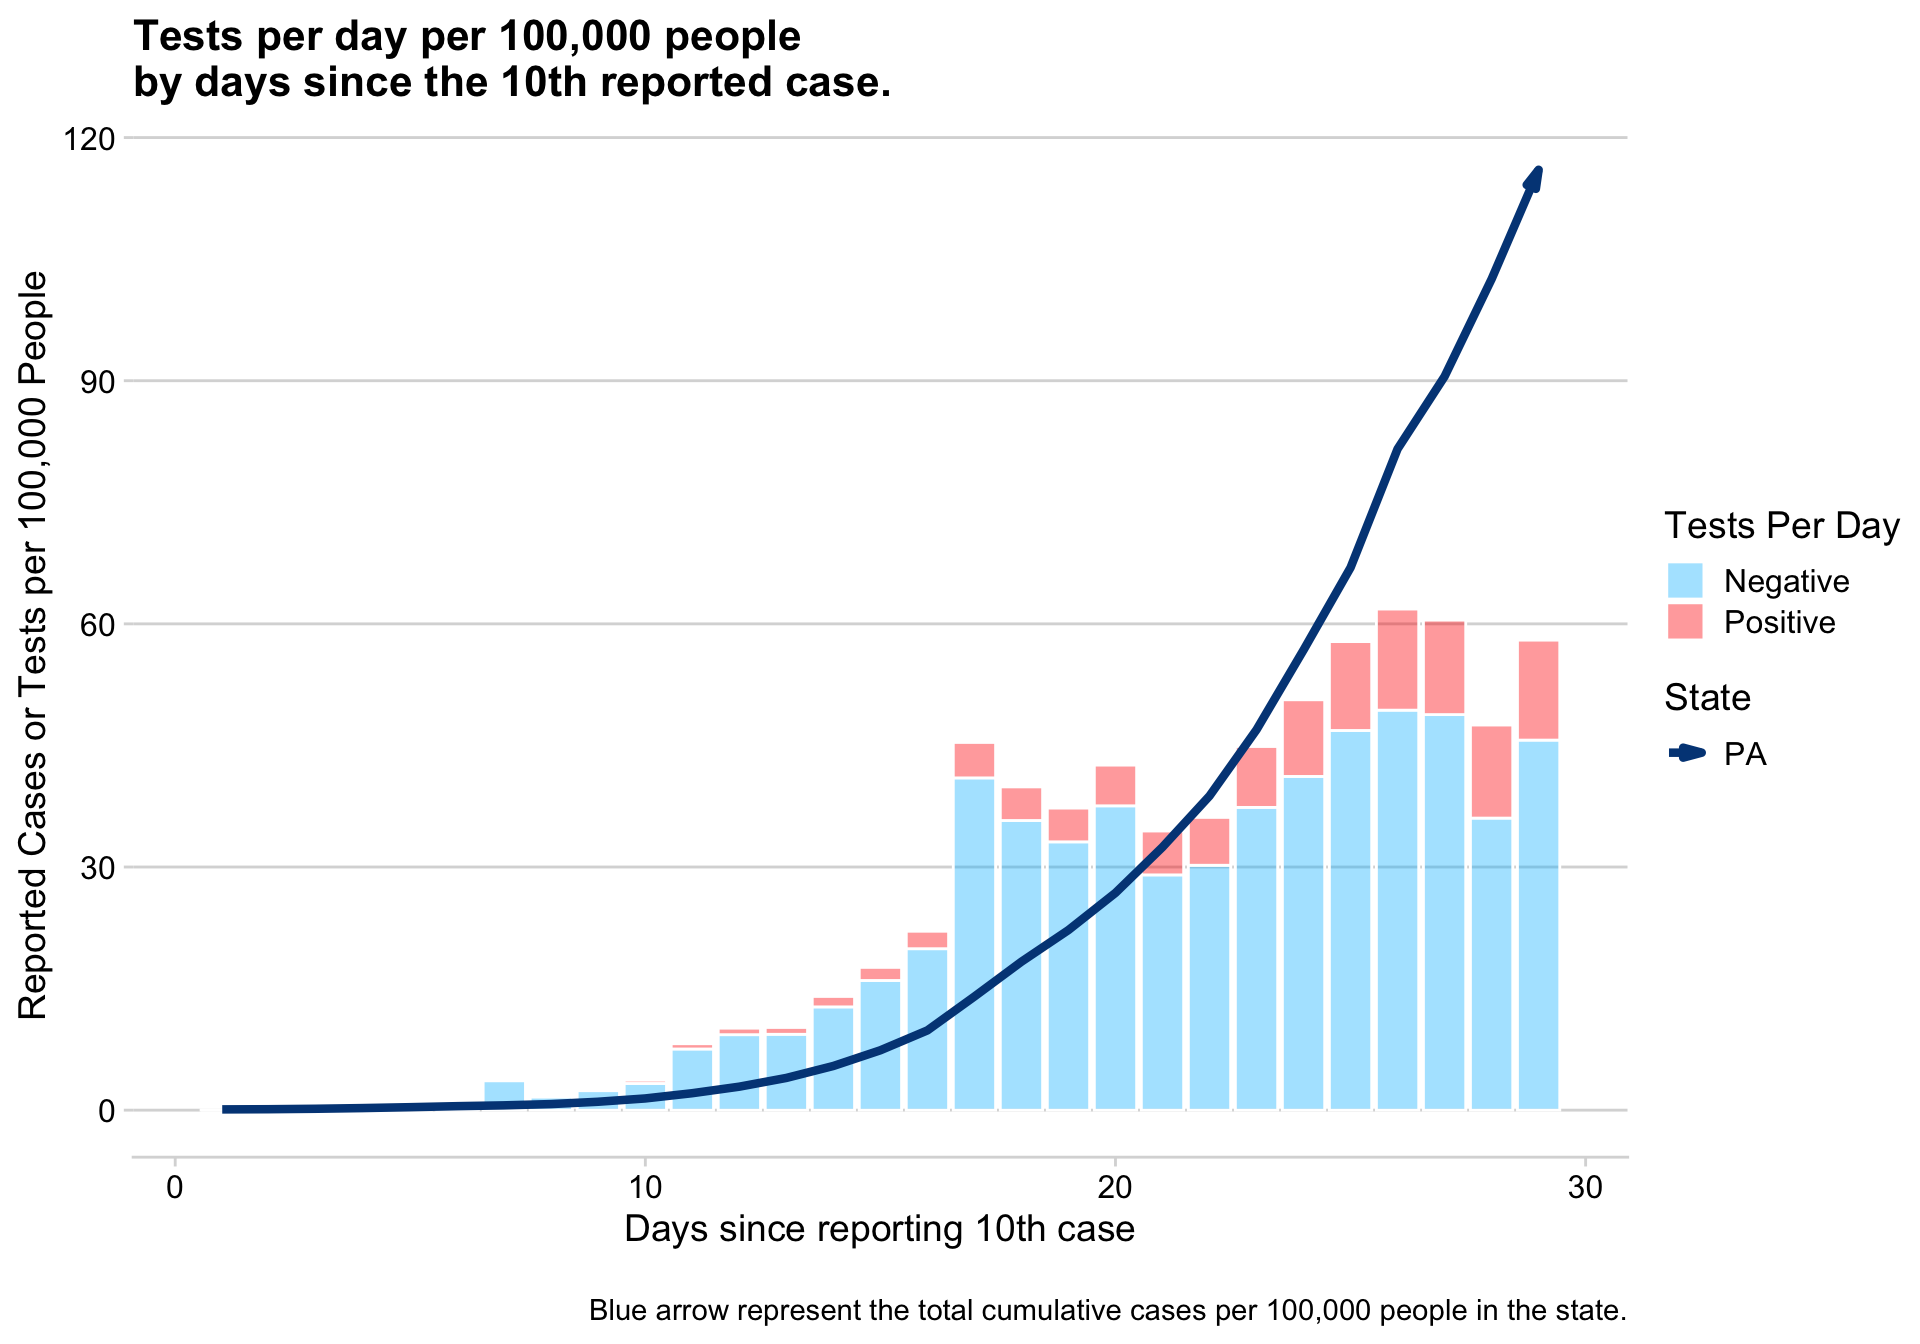 Tests per day per 100,000 people
by days since the 10th reported case.
Reported Cases or Tests per 100,000 People
120
90
60
30
0
0
10
20
30
Days since reporting 10th case
Tests Per Day
Negative
Positive
State
PA
Blue arrow represent the total cumulative cases per 100,000 people in the state.